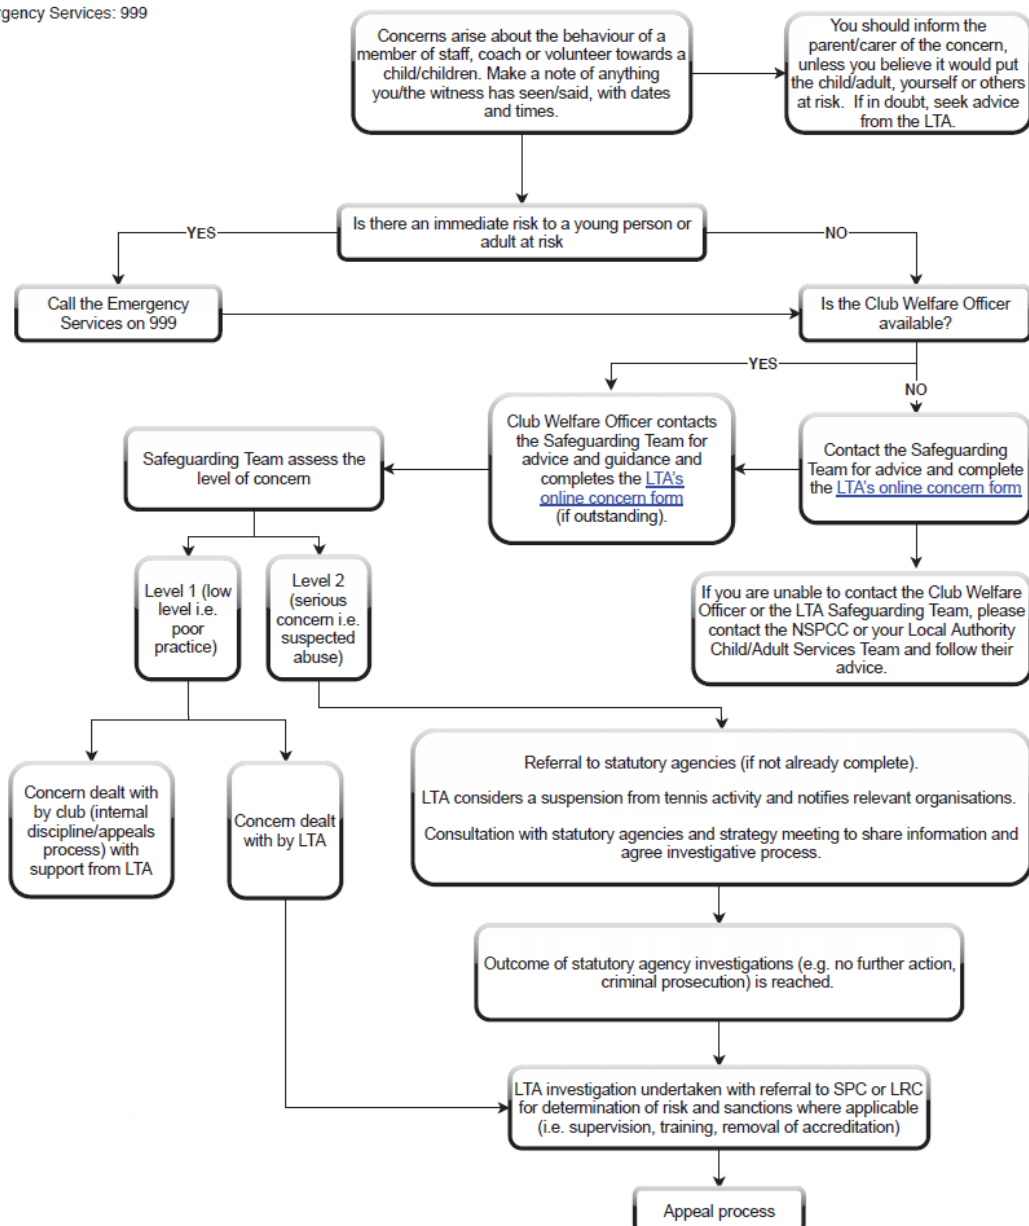 rgency Services: 999
Concerns arise about the behaviour of a
member of staff, coach or volunteer towards a
child/children. Make a note of anything
you/the witness has seen/said, with dates
and times.
You should inform the
parent/carer of the concern,
unless you believe it would put
the child/adult, yourself or others
at risk. If in doubt, seek advice
from the LTA.
Is there an immediate risk to a young person or
adult at risk
YES
NO
Call the Emergency
Services on 999
Is the Club Welfare Officer
available?
YES
NO
Club Welfare Officer contacts
the Safeguarding Team for
advice and guidance and
completes the LTA's
online concern form
(if outstanding).
Contact the Safeguarding
Team for advice and complete
the LTA's online concern form
Safeguarding Team assess the
level of concern
Level 1 (low
level i.e.
poor
practice)
Level 2
(serious
concern i.e.
suspected
abuse)
If you are unable to contact the Club Welfare
Officer or the LTA Safeguarding Team, please
contact the NSPCC or your Local Authority
Child/Adult Services Team and follow their
advice.
Concern dealt with
by club (internal
discipline/appeals
process) with
support from LTA
Concern dealt
with by LTA
Referral to statutory agencies (if not already complete).
LTA considers a suspension from tennis activity and notifies relevant organisations.
Consultation with statutory agencies and strategy meeting to share information and
agree investigative process.
Outcome of statutory agency investigations (e.g. no further action,
criminal prosecution) is reached.
LTA investigation undertaken with referral to SPC or LRC
for determination of risk and sanctions where applicable
(i.e. supervision, training, removal of accreditation)
Appeal process